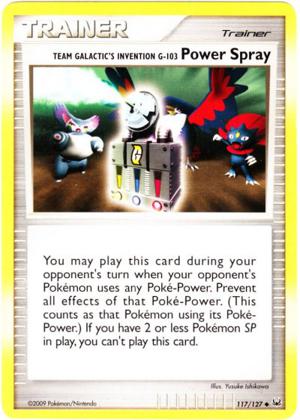 TRAINER
Trainer
TEAM GALACTIC'S INVENTION G-103 Power Spray
You may play this card during your
opponent's turn when your opponent's
Pokémon uses any Poké-Power. Prevent
all effects of that Poké-Power. (This
counts as that Pokémon using its Poké-
Power.) If you have 2 or less Pokémon SP
in play, you can't play this card.
Illus. Yusuke Ishikawa
©2009 Pokémon/Nintendo
117/127